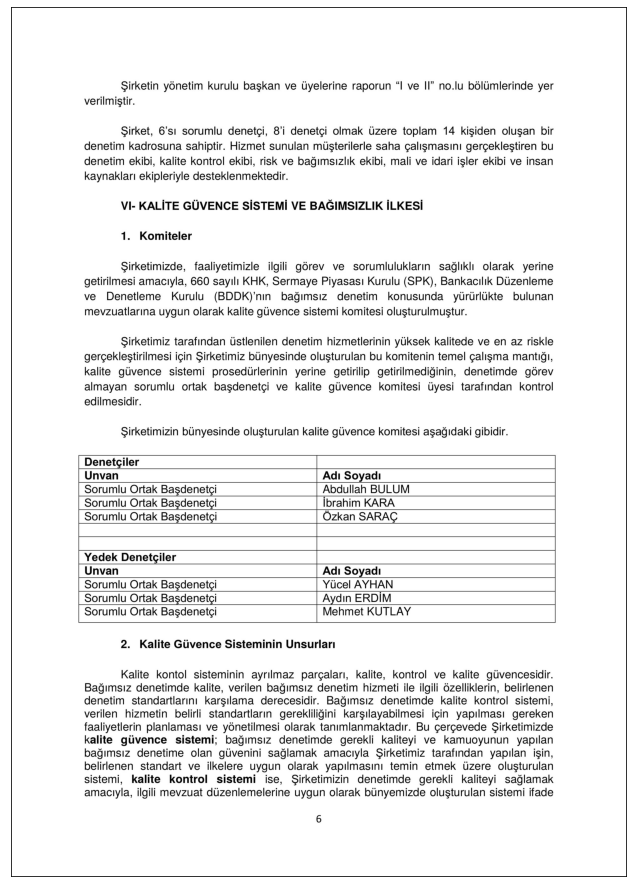 Şirketin yönetim kurulu başkan ve üyelerine raporun “I ve II” no.lu bölümlerinde yer
verilmiştir.
Şirket, 6’sı sorumlu denetçi, 8’i denetçi olmak üzere toplam 14 kişiden oluşan bir
denetim kadrosuna sahiptir. Hizmet sunulan müşterilerle saha çalışmasını gerçekleştiren bu
denetim ekibi, kalite kontrol ekibi, risk ve bağımsızlık ekibi, mali ve idari işler ekibi ve insan
kaynakları ekipleriyle desteklenmektedir.
VI- KALİTE GÜVENCE SİSTEMİ VE BAĞIMSIZLIK İLKESİ
1. Komiteler
Şirketimizde, faaliyetimizle ilgili görev ve sorumlulukların sağlıklı olarak yerine
getirilmesi amacıyla, 660 sayılı KHK, Sermaye Piyasası Kurulu (SPK), Bankacılık Düzenleme
ve Denetleme Kurulu (BDDK)’nın bağımsız denetim konusunda yürürlükte bulunan
mevzuatlarına uygun olarak kalite güvence sistemi komitesi oluşturulmuştur.
Şirketimiz tarafından üstlenilen denetim hizmetlerinin yüksek kalitede ve en az riskle
gerçekleştirilmesi için Şirketimiz bünyesinde oluşturulan bu komitenin temel çalışma mantığı,
kalite güvence sistemi prosedürlerinin yerine getirilip getirilmediğinin, denetimde görev
almayan sorumlu ortak başdenetçi ve kalite güvence komitesi üyesi tarafından kontrol
edilmesidir.
Şirketimizin bünyesinde oluşturulan kalite güvence komitesi aşağıdaki gibidir.
Denetçiler
Unvan Adı Soyadı
Sorumlu Ortak Başdenetçi Abdullah BULUM
Sorumlu Ortak Başdenetçi İbrahim KARA
Sorumlu Ortak Başdenetçi Özkan SARAÇ
Yedek Denetçiler
Unvan Adı Soyadı
Sorumlu Ortak Başdenetçi Yücel AYHAN
Sorumlu Ortak Başdenetçi Aydın ERDİM
Sorumlu Ortak Başdenetçi Mehmet KUTLAY
2. Kalite Güvence Sisteminin Unsurları
Kalite kontol sisteminin ayrılmaz parçaları, kalite, kontrol ve kalite güvencesidir.
Bağımsız denetimde kalite, verilen bağımsız denetim hizmeti ile ilgili özelliklerin, belirlenen
denetim standartlarını karşılama derecesidir. Bağımsız denetimde kalite kontrol sistemi,
verilen hizmetin belirli standartların gerekliliğini karşılayabilmesi için yapılması gereken
faaliyetlerin planlaması ve yönetilmesi olarak tanımlanmaktadır. Bu çerçevede Şirketimizde
kalite güvence sistemi; bağımsız denetimde gerekli kaliteyi ve kamuoyunun yapılan
bağımsız denetime olan güvenini sağlamak amacıyla Şirketimiz tarafından yapılan işin,
belirlenen standart ve ilkelere uygun olarak yapılmasını temin etmek üzere oluşturulan
sistemi, kalite kontrol sistemi ise, Şirketimizin denetimde gerekli kaliteyi sağlamak
amacıyla, ilgili mevzuat düzenlemelerine uygun olarak bünyemizde oluşturulan sistemi ifade
6